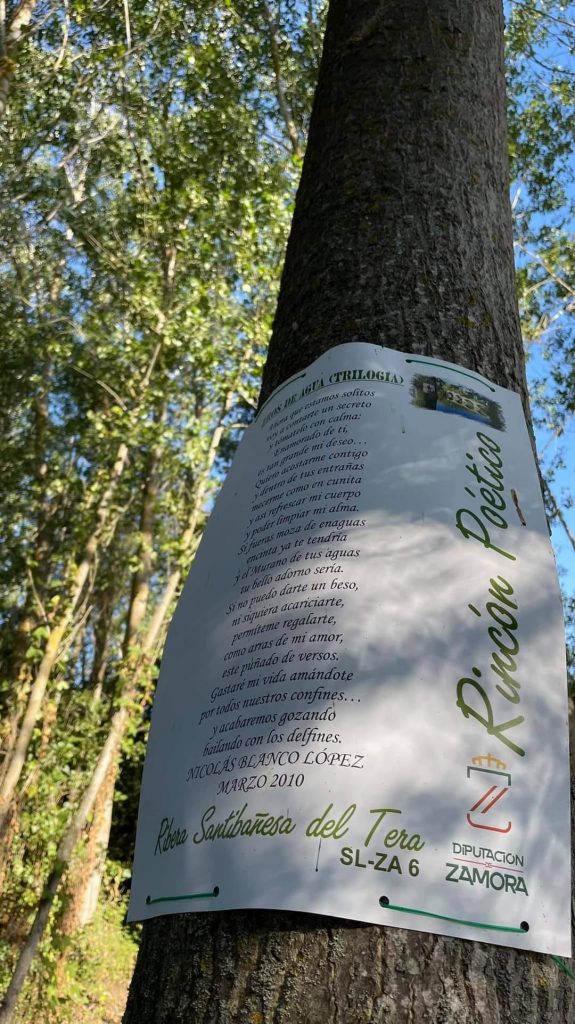 DE AGUA (TRILOGÍA)
Ahora que estamos solitos
voy a contarte un secreto
y tómatelo con calma:
Enamorado de ti,
es tan grande mi deseo…
Quiero acostarme contigo
y dentro de tus entrañas
mecerme como en cunita
y así refrescar mi cuerpo
y poder limpiar mi alma.
Si fueras moza de enaguas
encinta ya te tendría
y el Murano de tus aguas
tu bello adorno sería.
Si no puedo darte un beso,
ni siquiera acariciarte,
permíteme regalarte,
como arras de mi amor,
este puñado de versos.
Gastaré mi vida amándote
por todos nuestros confines…
y acabaremos gozando
bailando con los delfines.
NICOLÁS BLANCO LÓPEZ
MARZO 2010
Rincón Poético
Ribera Santibañesa del Tera
SL-ZA 6
DIPUTACIÓN
DE
ZAMORA